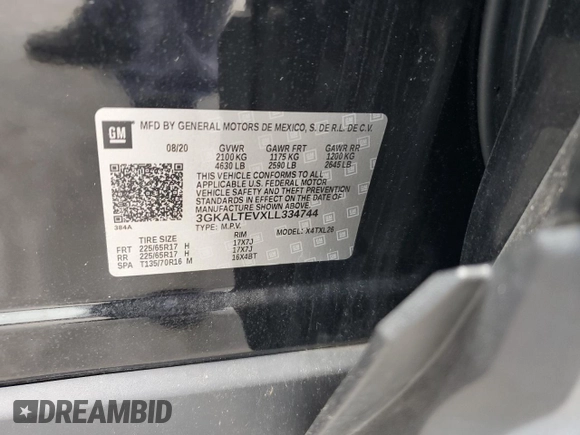 GM
MFD BY GENERAL MOTORS DE MEXICO, S. DE R.L. DE C.V.
08/20 GVWR GAWR FRT GAWR RR
2100 KG 1175 KG 1200 KG
4630 LB 2590 LB 2645 LB
THIS VEHICLE CONFORMS TO ALL
APPLICABLE U.S. FEDERAL MOTOR
VEHICLE SAFETY AND THEFT PREVENTION
STANDARDS IN EFFECT ON THE DATE OF
MANUFACTURE SHOWN ABOVE.
3GKALTEVXLL334744
TYPE: M.P.V. MODEL: X4TXL26
384A
TIRE SIZE RIM
FRT 225/65R17 H 17X7J
RR 225/65R17 H 17X7J
SPA T135/70R16 M 16X4BT
DREAMBID